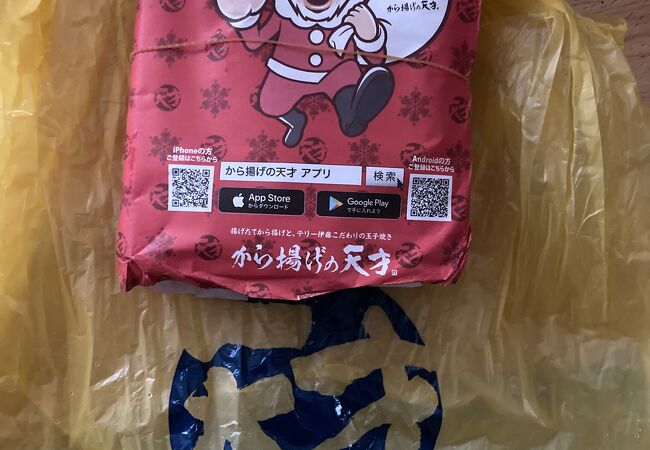 から揚げの天才
iPhoneの方
ご登録はこちらから
から揚げの天才 アプリ
検索
App Store
からダウンロード
Google Play
で手に入れよう
Androidの方
ご登録はこちらから
揚げたてから揚げと、テリー伊藤こだわりの玉子焼き
から揚げの天才